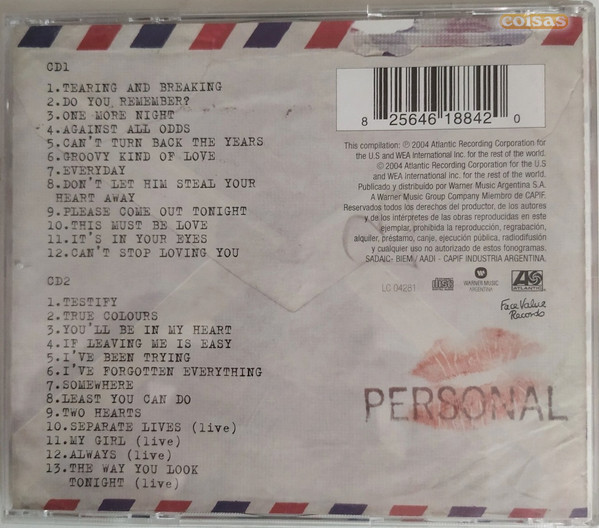 coisas
CD1
1.TEARING AND BREAKING
2.DO YOU REMEMBER?
3.ONE MORE NIGHT
4.AGAINST ALL ODDS
5.CAN'T TURN BACK THE YEARS
6.GROOVY KIND OF LOVE
7.EVERYDAY
8.DON'T LET HIM STEAL YOUR
HEART AWAY
9.PLEASE COME OUT TONIGHT
10.THIS MUST BE LOVE
11.IT'S IN YOUR EYES
12.CAN'T STOP LOVING YOU
CD2
1.TESTIFY
2.TRUE COLOURS
3.YOU'LL BE IN MY HEART
4.IF LEAVING ME IS EASY
5.I'VE BEEN TRYING
6.I'VE FORGOTTEN EVERYTHING
7.SOMEWHERE
8.LEAST YOU CAN DO
9.TWO HEARTS
10.SEPARATE LIVES (live)
11.MY GIRL (live)
12.ALWAYS (live)
13.THE WAY YOU LOOK
TONIGHT (live)
8 25646 18842 0
This compilation: ℗ 2004 Atlantic Recording Corporation for
the U.S and WEA International Inc. for the rest of the world.
© 2004 Atlantic Recording Corporation for the U.S
and WEA International Inc. for the rest of the world.
Publicado y distribuido por Warner Music Argentina S.A.
A Warner Music Group Company Miembro de CAPIF.
Reservados todos los derechos del productor, de los autores
y de los intérpretes de las obras reproducidas en este
ejemplar, prohibida la reproducción, regrabación,
alquiler, préstamo, canje, ejecución pública, radiodifusión
y cualquier uso no autorizado de estos fonogramas.
SADAIC- BIEM / AADI - CAPIF INDUSTRIA ARGENTINA.
LC 04281
WARNER MUSIC
ARGENTINA
ATLANTIC
Face Value
Records
PERSONAL